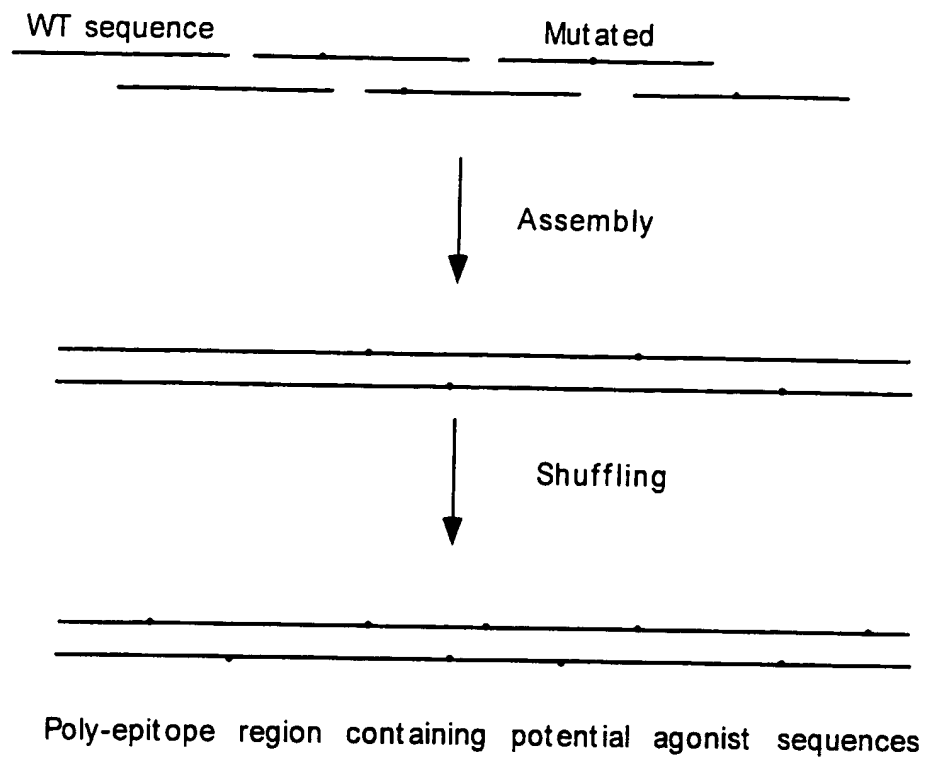 WT sequence
Mutated
Assembly
Shuffling
Poly-epitope region containing potential agonist sequences